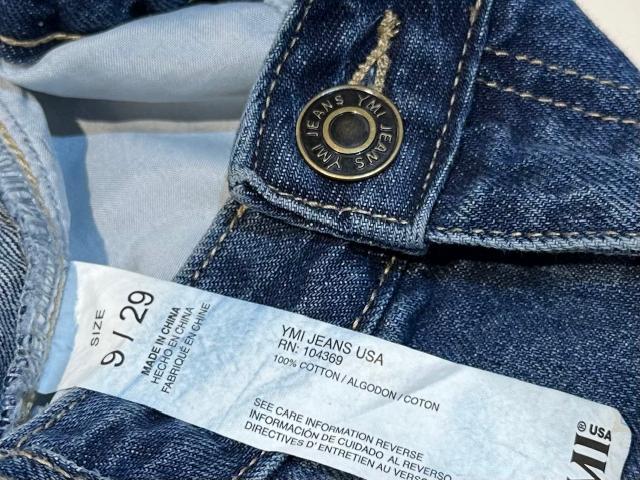 YMI JEANS YMI JEANS
SIZE
9 / 29
MADE IN CHINA
HECHO EN CHINA
FABRIQUÉ EN CHINE
YMI JEANS USA
RN: 104369
100% COTTON / ALGODON / COTON
SEE CARE INFORMATION REVERSE
INFORMACIÓN DE CUIDADO AL REVERSO
DIRECTIVES D'ENTRETIEN AU VERSO
® USA